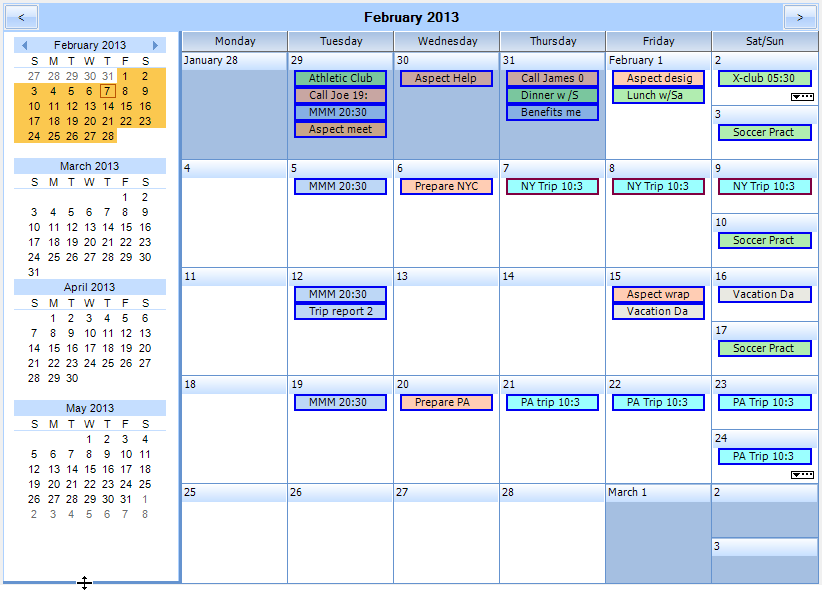 < February 2013 >
February 2013
S M T W T F S
27 28 29 30 31 1 2
3 4 5 6 7 8 9
10 11 12 13 14 15 16
17 18 19 20 21 22 23
24 25 26 27 28
March 2013
S M T W T F S
1 2
3 4 5 6 7 8 9
10 11 12 13 14 15 16
17 18 19 20 21 22 23
24 25 26 27 28 29 30
31
April 2013
S M T W T F S
1 2 3 4 5 6
7 8 9 10 11 12 13
14 15 16 17 18 19 20
21 22 23 24 25 26 27
28 29 30
May 2013
S M T W T F S
1 2 3 4
5 6 7 8 9 10 11
12 13 14 15 16 17 18
19 20 21 22 23 24 25
26 27 28 29 30 31 1
2 3 4 5 6 7 8
Monday Tuesday Wednesday Thursday Friday Sat/Sun
January 28
29
Athletic Club
Call Joe 19:
MMM 20:30
Aspect meet
30
Aspect Help
31
Call James 0
Dinner w /S
Benefits me
February 1
Aspect desig
Lunch w/Sa
2
X-club 05:30
3
Soccer Pract
4
5
MMM 20:30
6
Prepare NYC
7
NY Trip 10:3
8
NY Trip 10:3
9
NY Trip 10:3
10
Soccer Pract
11
12
MMM 20:30
Trip report 2
13
14
15
Aspect wrap
Vacation Da
16
Vacation Da
17
Soccer Pract
18
19
MMM 20:30
20
Prepare PA
21
PA trip 10:3
22
PA Trip 10:3
23
PA Trip 10:3
24
PA Trip 10:3
25
26
27
28
March 1
2
3